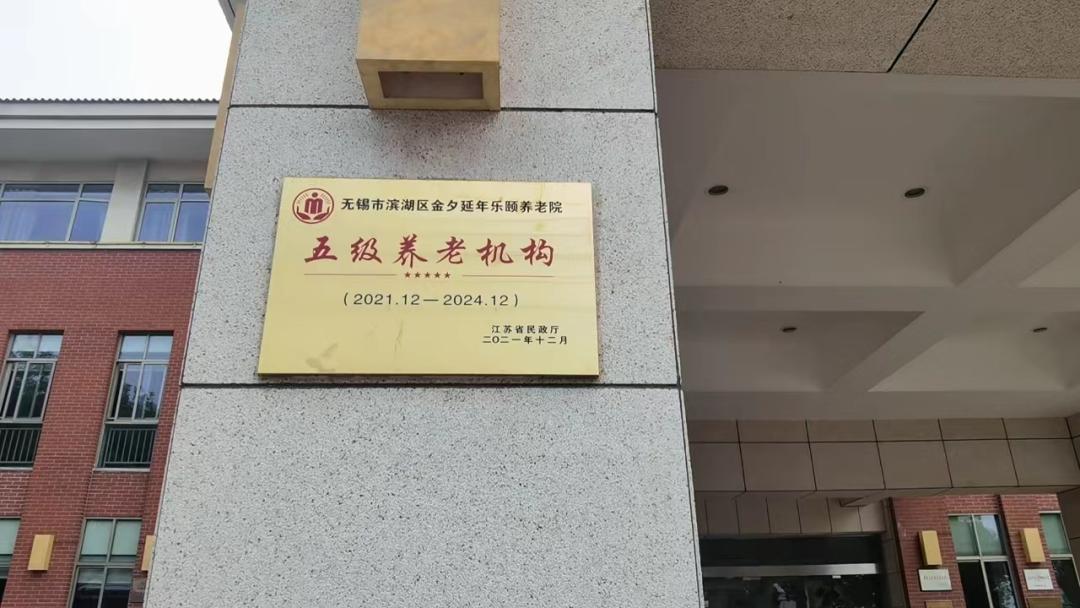 无锡市滨湖区金夕延年乐颐养老院
五级养老机构
★★★★★
(2021.12—2024.12)
江苏省民政厅
二〇二一年十二月